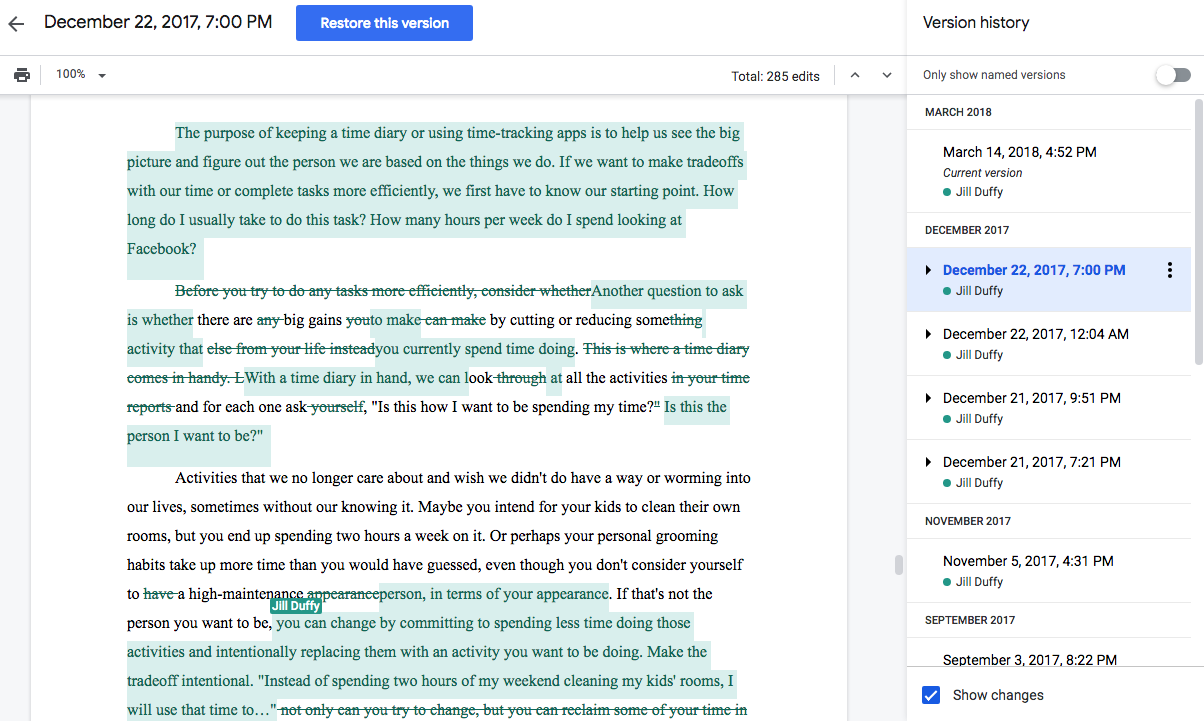 December 22, 2017, 7:00 PM
Restore this version
Version history
100%
Total: 285 edits
Only show named versions
The purpose of keeping a time diary or using time-tracking apps is to help us see the big
picture and figure out the person we are based on the things we do. If we want to make tradeoffs
with our time or complete tasks more efficiently, we first have to know our starting point. How
long do I usually take to do this task? How many hours per week do I spend looking at
Facebook?
Before you try to do any tasks more efficiently, consider whetherAnother question to ask
is whether there are any big gains youto make can make by cutting or reducing something
activity that else from your life insteadyou currently spend time doing. This is where a time diary
comes in handy. LWith a time diary in hand, we can look through at all the activities in your time
reports and for each one ask yourself, "Is this how I want to be spending my time?" Is this the
person I want to be?"
Activities that we no longer care about and wish we didn't do have a way or worming into
our lives, sometimes without our knowing it. Maybe you intend for your kids to clean their own
rooms, but you end up spending two hours a week on it. Or perhaps your personal grooming
habits take up more time than you would have guessed, even though you don't consider yourself
to have a high-maintenance appearanceperson, in terms of your appearance. If that's not the
Jill Duffy
person you want to be, you can change by committing to spending less time doing those
activities and intentionally replacing them with an activity you want to be doing. Make the
tradeoff intentional. "Instead of spending two hours of my weekend cleaning my kids' rooms, I
will use that time to…" not only can you try to change, but you can reclaim some of your time in
MARCH 2018
March 14, 2018, 4:52 PM
Current version
Jill Duffy
DECEMBER 2017
December 22, 2017, 7:00 PM
Jill Duffy
December 22, 2017, 12:04 AM
Jill Duffy
December 21, 2017, 9:51 PM
Jill Duffy
December 21, 2017, 7:21 PM
Jill Duffy
NOVEMBER 2017
November 5, 2017, 4:31 PM
Jill Duffy
SEPTEMBER 2017
September 3, 2017, 8:22 PM
Show changes